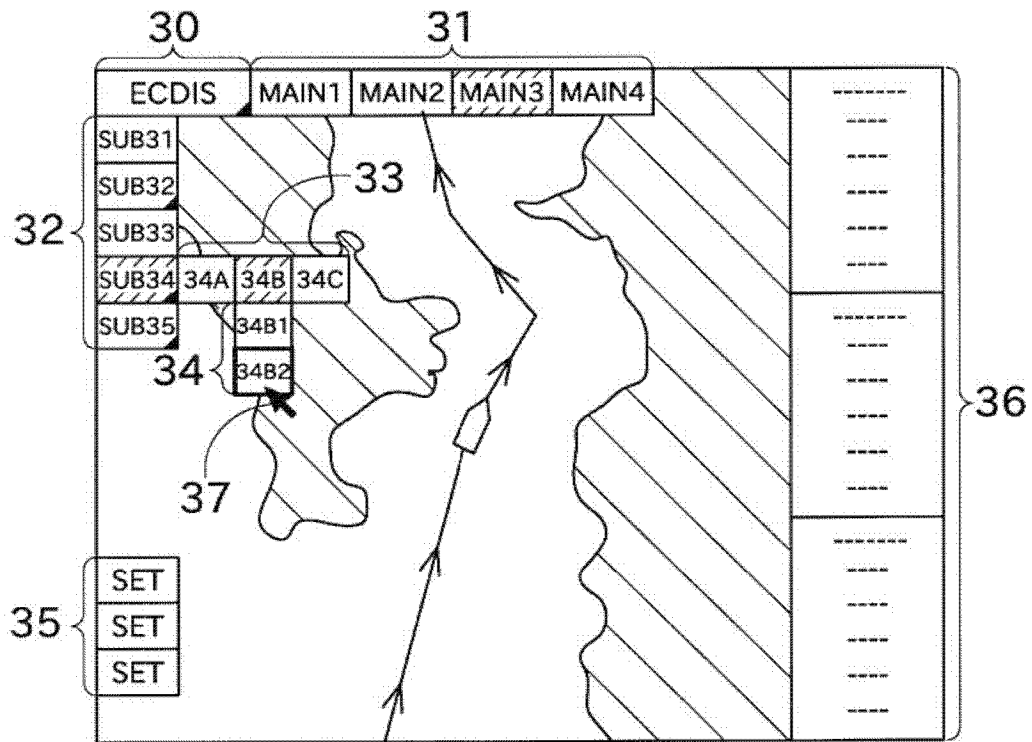 30 31
ECDIS MAIN1 MAIN2 MAIN3 MAIN4
SUB31
33
SUB32
32 SUB33
SUB34 34A 34B 34C
SUB35 34B1
34 34B2
36
37
SET
35 SET
SET